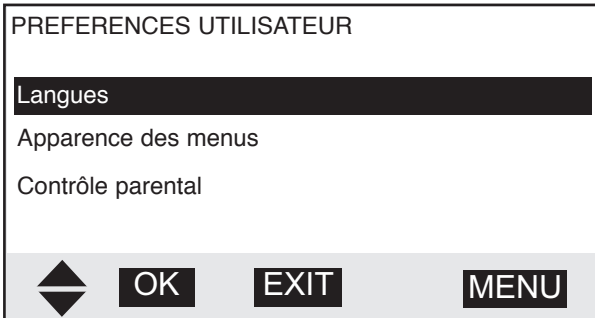 PREFERENCES UTILISATEUR
Langues
Apparence des menus
Contrôle parental
OK EXIT MENU